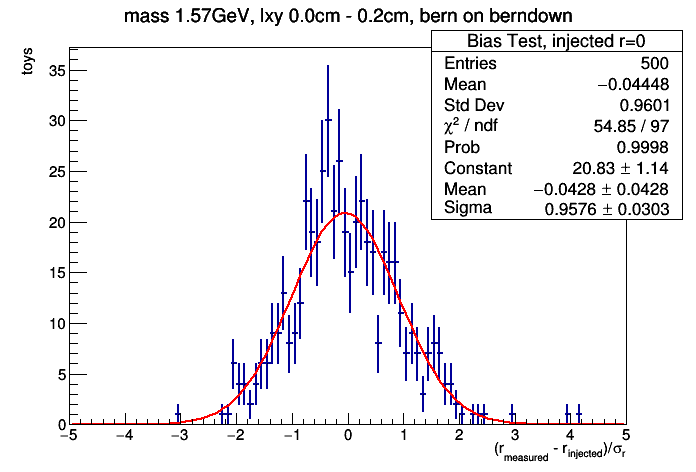 mass 1.57GeV, lxy 0.0cm - 0.2cm, bern on berndown
Bias Test, injected r=0
Entries 500
Mean −0.04448
Std Dev 0.9601
χ² / ndf 54.85 / 97
Prob 0.9998
Constant 20.83 ± 1.14
Mean −0.0428 ± 0.0428
Sigma 0.9576 ± 0.0303
toys
35
30
25
20
15
10
5
0
−5 −4 −3 −2 −1 0 1 2 3 4 5
(r_measured - r_injected)/σ_r